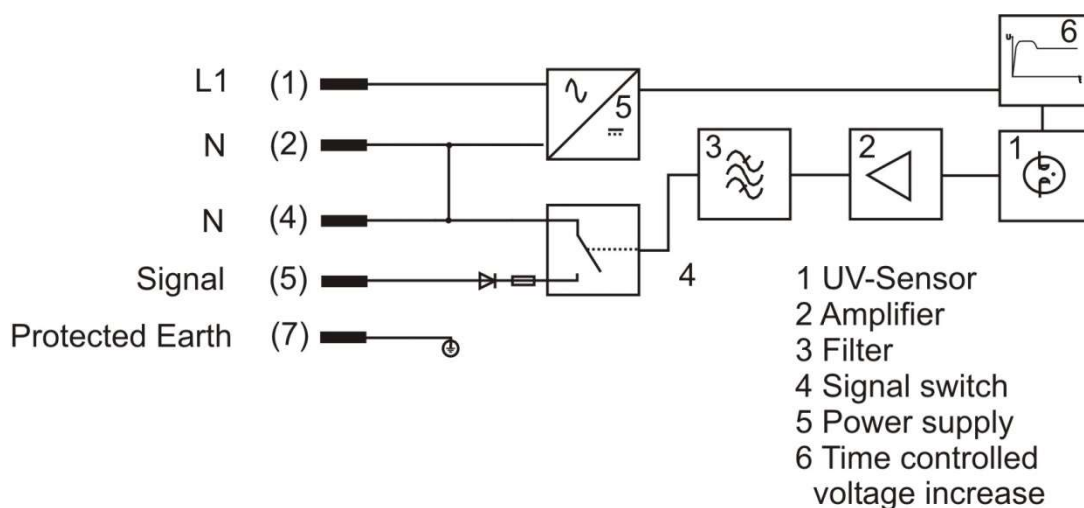 6
U
t
L1 (1)
5
N (2)
3
2
1
N (4)
Signal (5)
4
Protected Earth (7)
1 UV-Sensor
2 Amplifier
3 Filter
4 Signal switch
5 Power supply
6 Time controlled
voltage increase